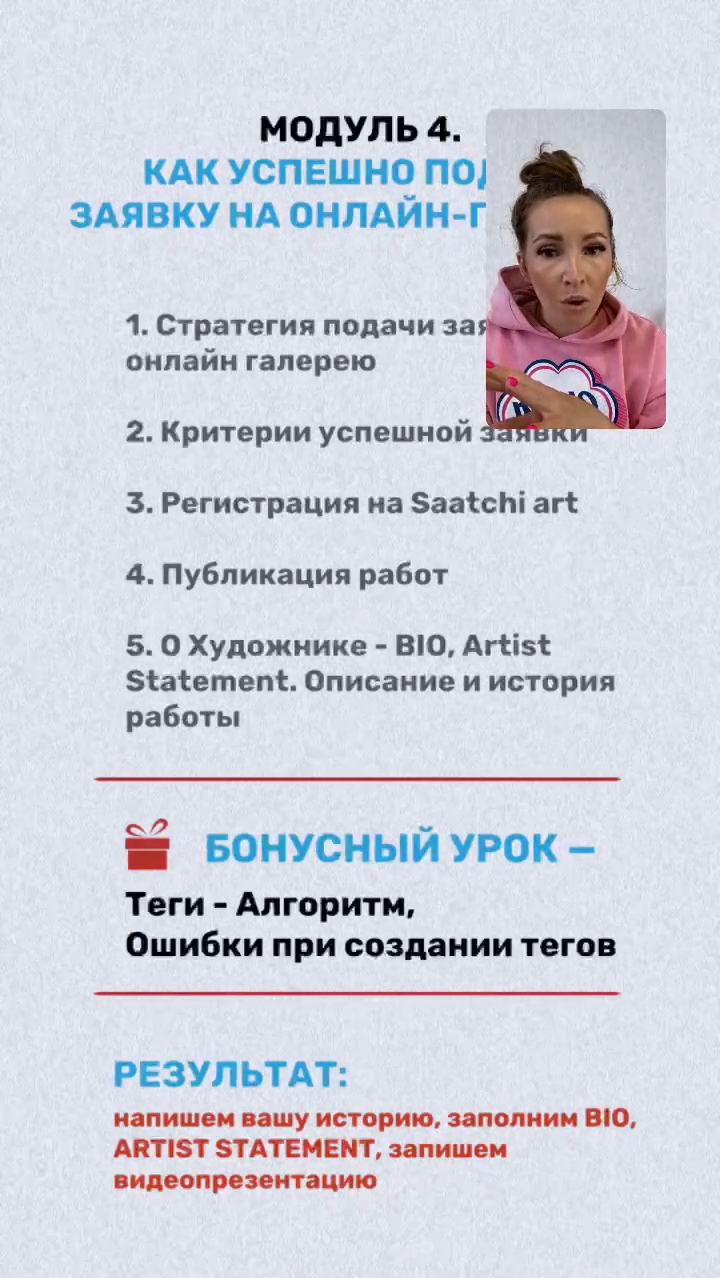 МОДУЛЬ 4.
КАК УСПЕШНО
ЗАЯВКУ НА ОНЛАЙН-
1. Стратегия подачи
онлайн галерею
2. Критерии успешной заявки
3. Регистрация на Saatchi art
4. Публикация работ
5. О Художнике - BIO, Artist
Statement. Описание и история
работы
БОНУСНЫЙ УРОК —
Теги - Алгоритм,
Ошибки при создании тегов
РЕЗУЛЬТАТ:
напишем вашу историю, заполним BIO,
ARTIST STATEMENT, запишем
видеопрезентацию